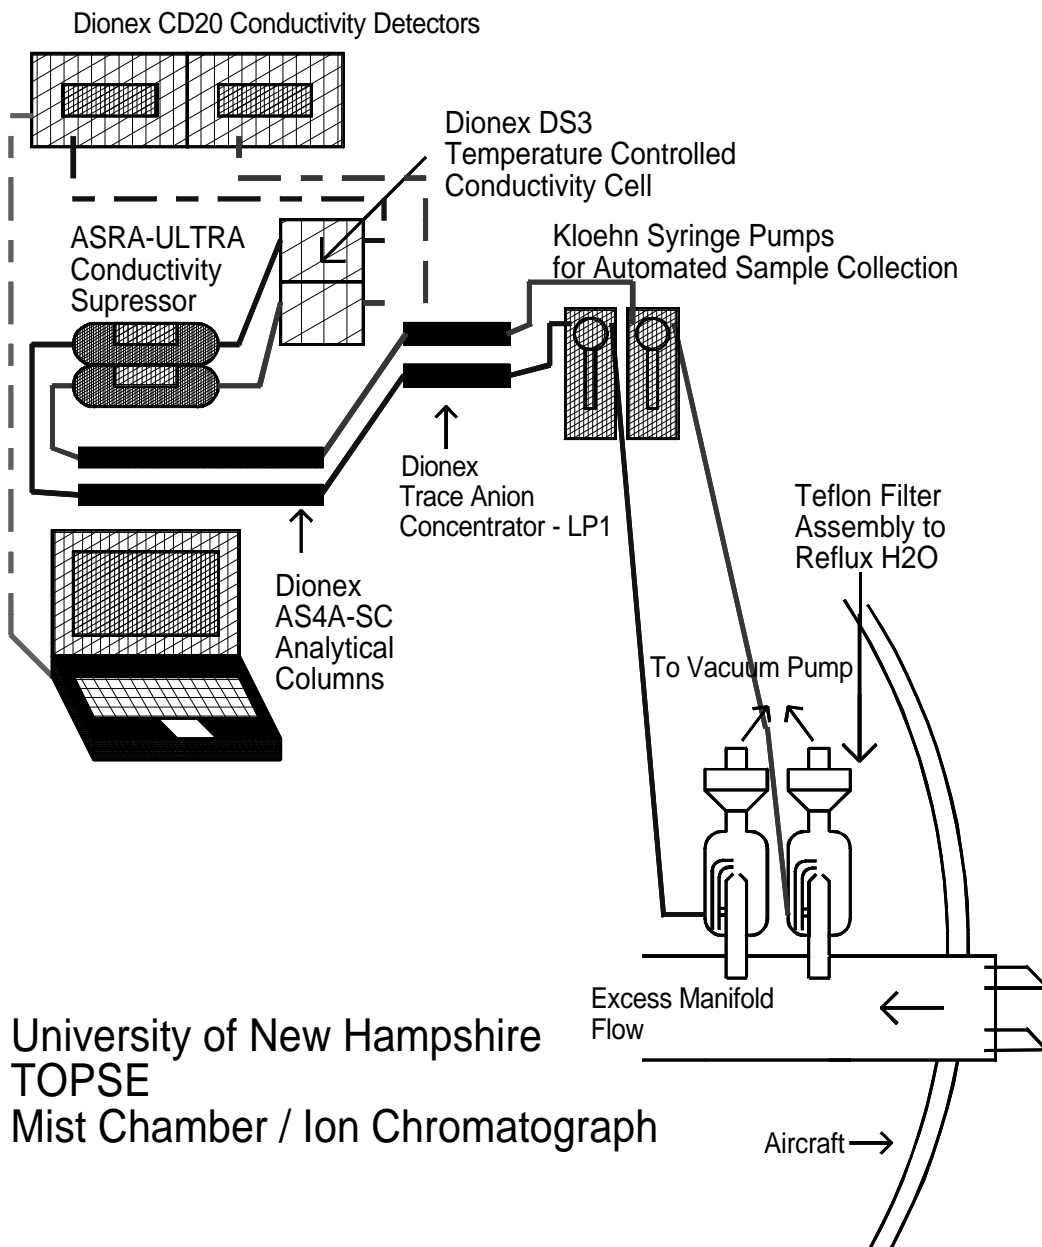 Dionex CD20 Conductivity Detectors
Dionex DS3
Temperature Controlled
Conductivity Cell
ASRA-ULTRA
Conductivity
Supressor
Kloehn Syringe Pumps
for Automated Sample Collection
Dionex
Trace Anion
Concentrator - LP1
Teflon Filter
Assembly to
Reflux H2O
Dionex
AS4A-SC
Analytical
Columns
To Vacuum Pump
Excess Manifold
Flow
University of New Hampshire
TOPSE
Mist Chamber / Ion Chromatograph
Aircraft